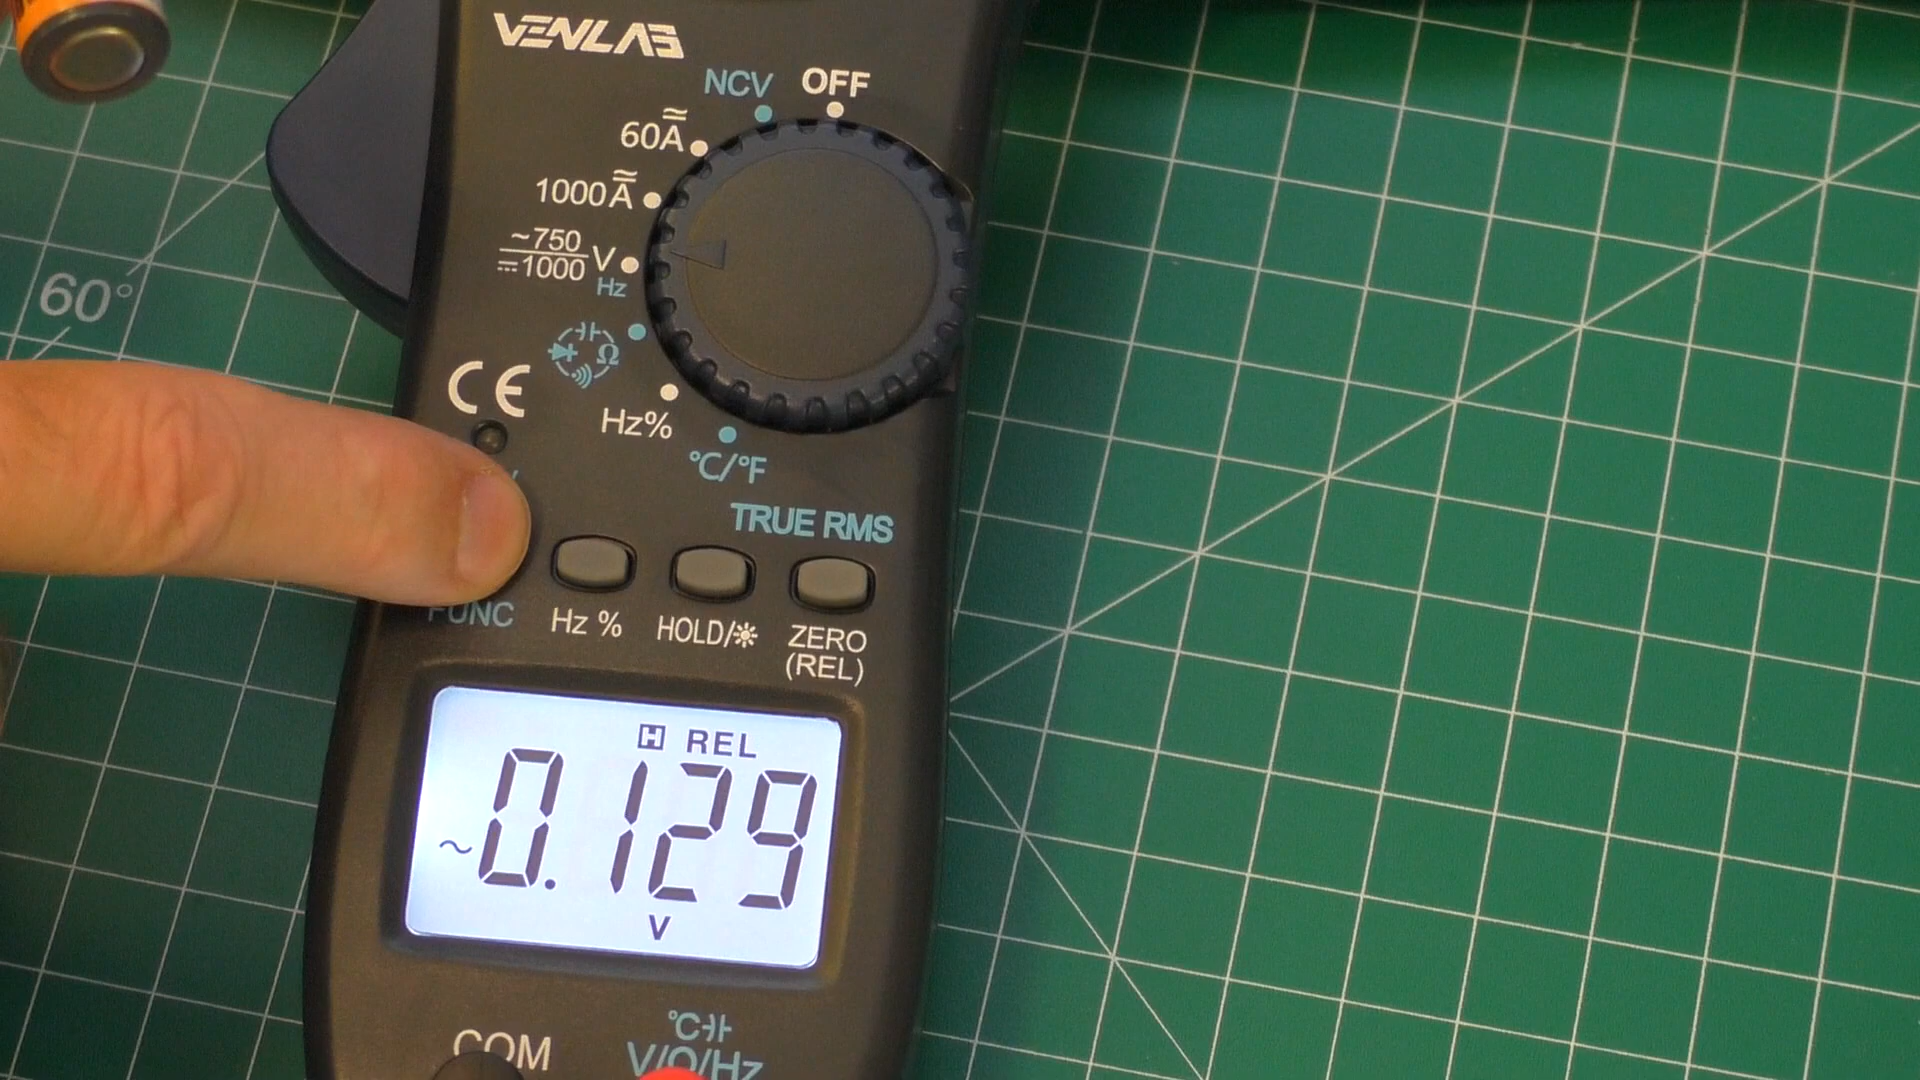 VENLAB
NCV
OFF
60A
1000A
~750
1000
V
Hz
60°
CE
Hz%
°C/°F
TRUE RMS
FUNC
Hz %
HOLD/
ZERO
(REL)
H REL
~0.129
V
COM
°C
V/Ω/Hz